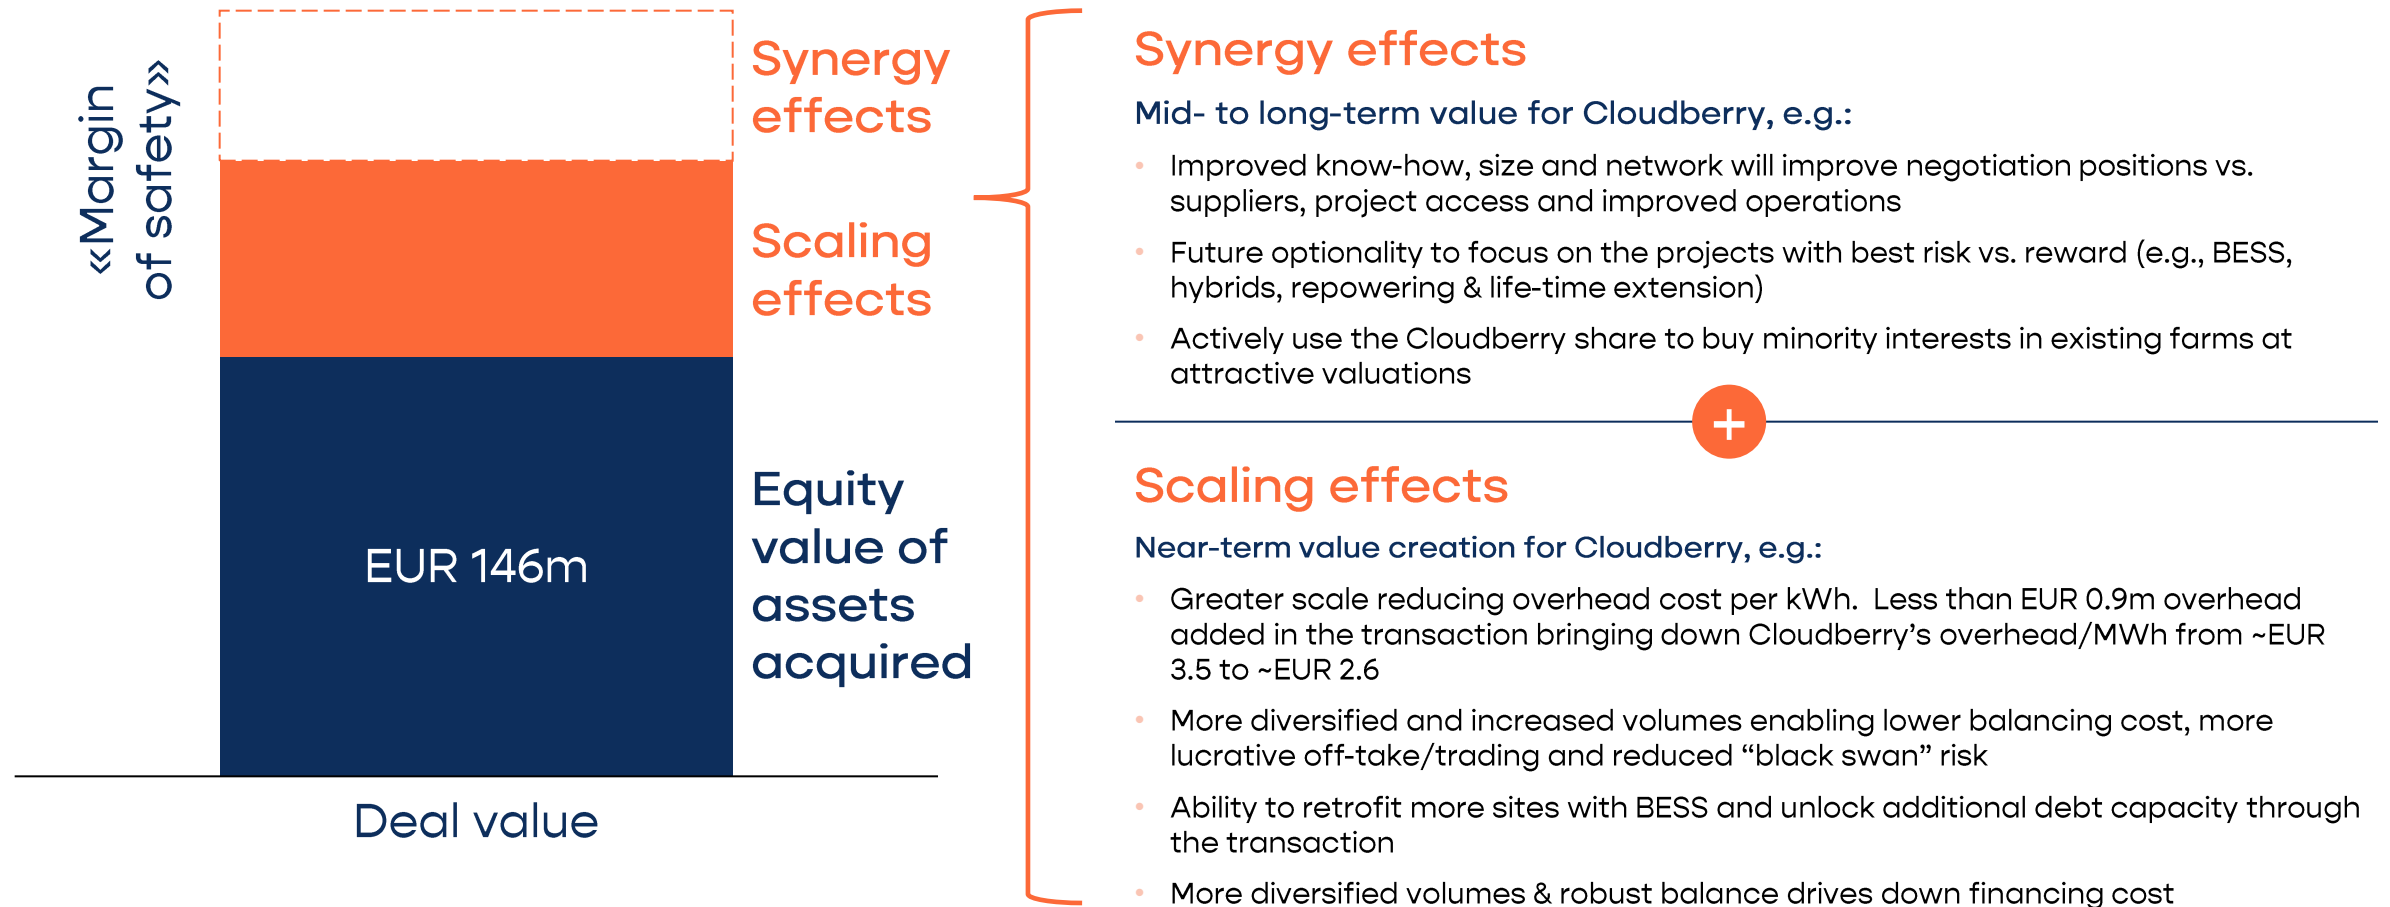 «Margin
of safety»
Synergy
effects
Scaling
effects
Equity
value of
assets
acquired
EUR 146m
Deal value
Synergy effects
Mid- to long-term value for Cloudberry, e.g.:
• Improved know-how, size and network will improve negotiation positions vs.
suppliers, project access and improved operations
• Future optionality to focus on the projects with best risk vs. reward (e.g., BESS,
hybrids, repowering & life-time extension)
• Actively use the Cloudberry share to buy minority interests in existing farms at
attractive valuations
+
Scaling effects
Near-term value creation for Cloudberry, e.g.:
• Greater scale reducing overhead cost per kWh.  Less than EUR 0.9m overhead
added in the transaction bringing down Cloudberry’s overhead/MWh from ~EUR
3.5 to ~EUR 2.6
• More diversified and increased volumes enabling lower balancing cost, more
lucrative off-take/trading and reduced “black swan” risk
• Ability to retrofit more sites with BESS and unlock additional debt capacity through
the transaction
• More diversified volumes & robust balance drives down financing cost